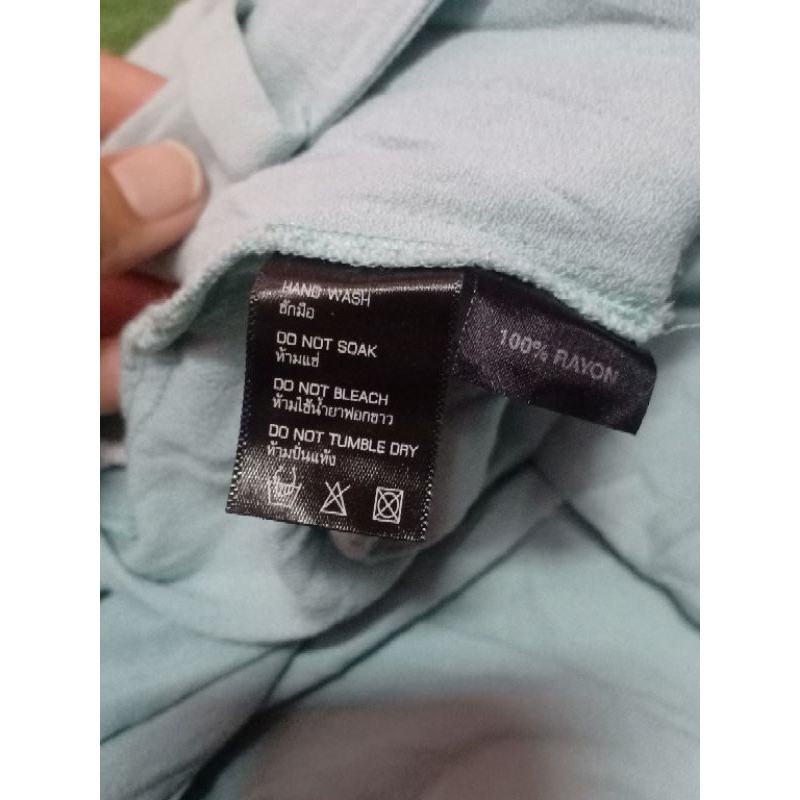 HAND WASH
ซักมือ
DO NOT SOAK
ห้ามแช่
DO NOT BLEACH
ห้ามใช้น้ำยาฟอกขาว
DO NOT TUMBLE DRY
ห้ามปั่นแห้ง
100% RAYON